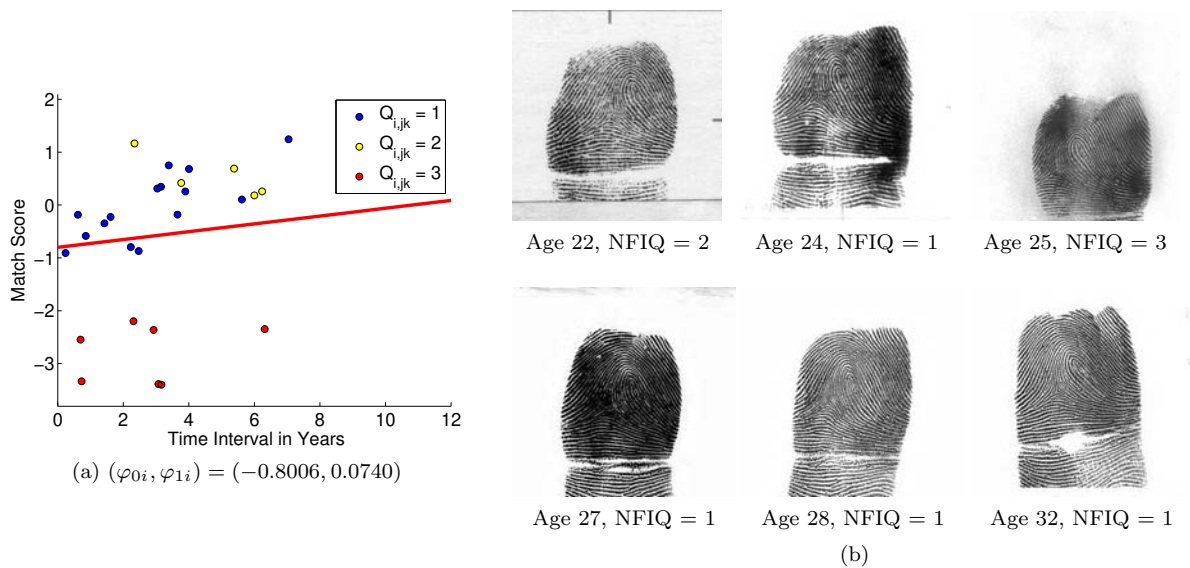 2
1
0
−1
−2
−3
Match Score
Q_{i,jk} = 1
Q_{i,jk} = 2
Q_{i,jk} = 3
0 2 4 6 8 10 12
Time Interval in Years
(a) (φ_{0i}, φ_{1i}) = (−0.8006, 0.0740)
Age 22, NFIQ = 2
Age 24, NFIQ = 1
Age 25, NFIQ = 3
Age 27, NFIQ = 1
Age 28, NFIQ = 1
Age 32, NFIQ = 1
(b)